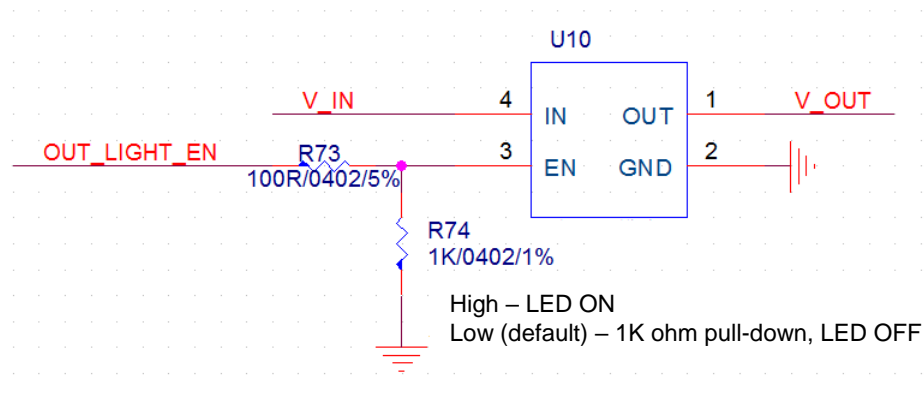 U10
V_IN 4 IN OUT 1 V_OUT
OUT_LIGHT_EN R73 3 EN GND 2
100R/0402/5%
R74
1K/0402/1%
High – LED ON
Low (default) – 1K ohm pull-down, LED OFF